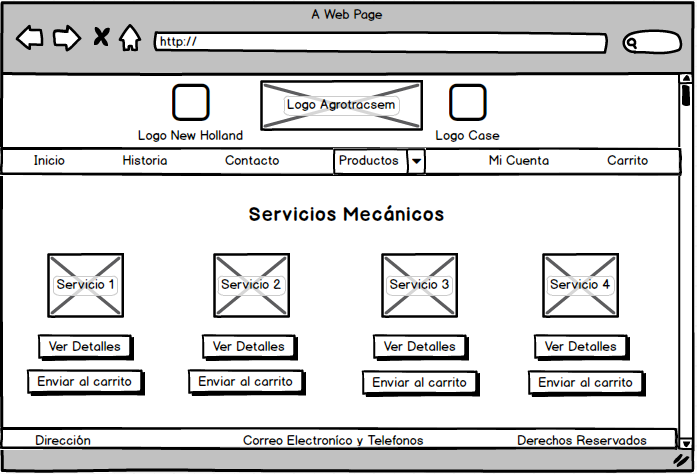 A Web Page
http://
Logo Agrotracsem
Logo New Holland
Logo Case
Inicio
Historia
Contacto
Productos
Mi Cuenta
Carrito
Servicios Mecánicos
Servicio 1
Servicio 2
Servicio 3
Servicio 4
Ver Detalles
Ver Detalles
Ver Detalles
Ver Detalles
Enviar al carrito
Enviar al carrito
Enviar al carrito
Enviar al carrito
Dirección
Correo Electroníco y Telefonos
Derechos Reservados